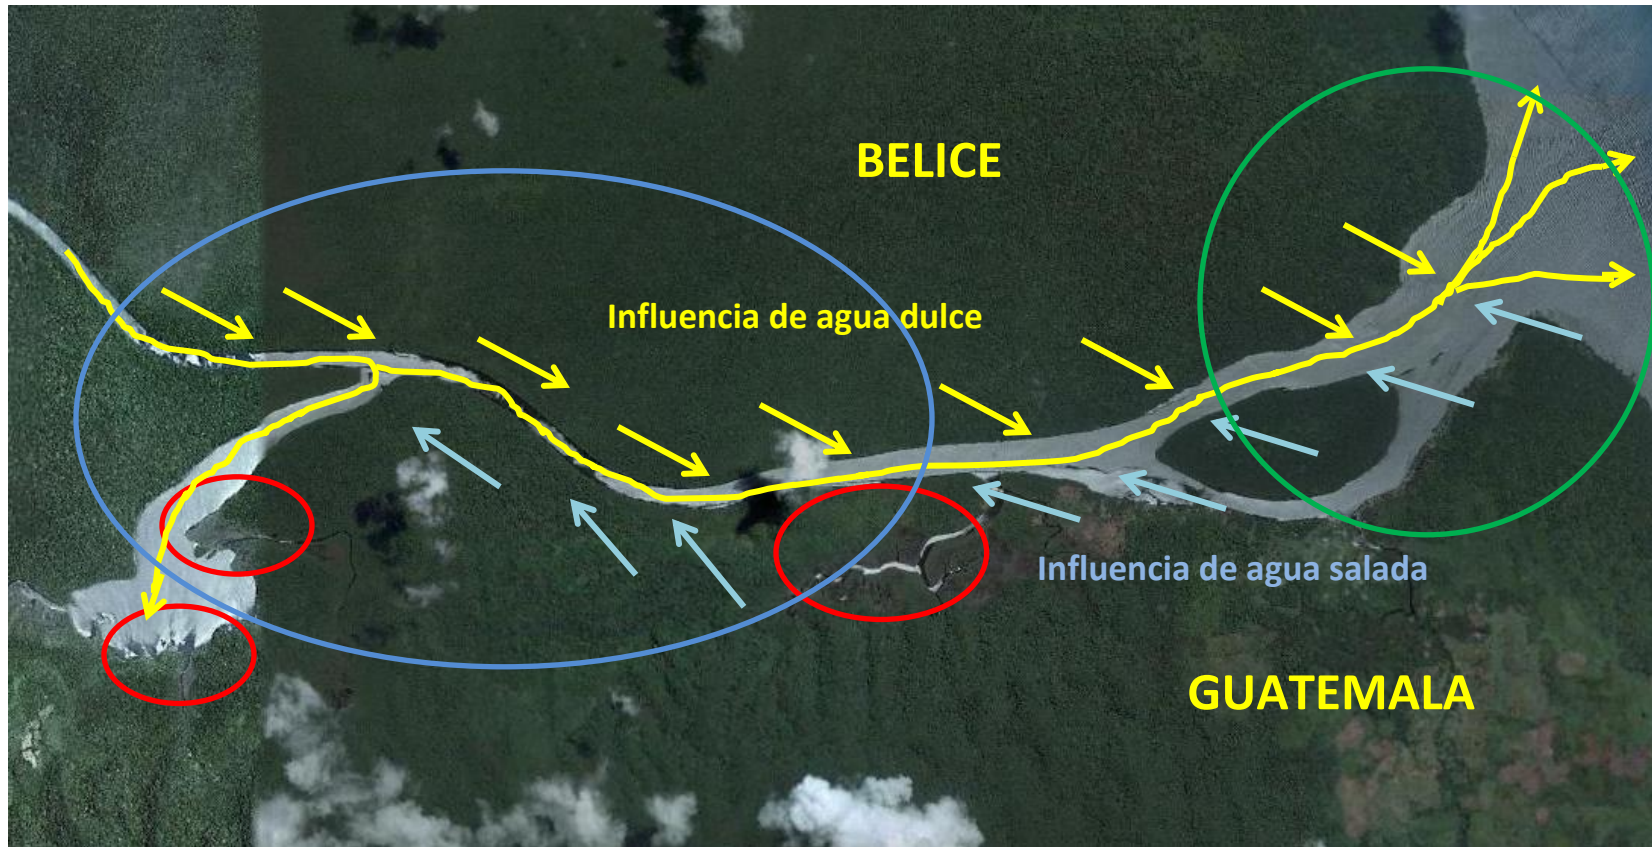 BELICE
Influencia de agua dulce
Influencia de agua salada
GUATEMALA